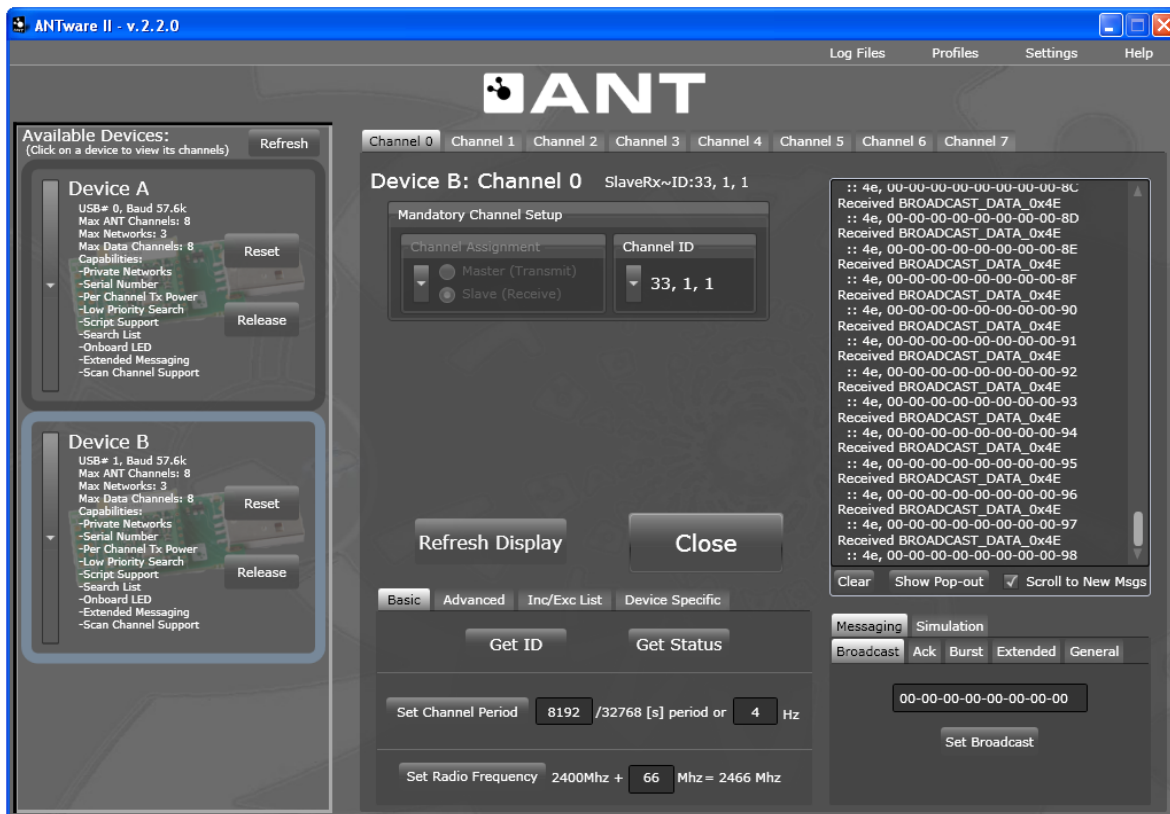 ANTware II - v.2.2.0
Log Files Profiles Settings Help
ANT
Available Devices:
(Click on a device to view its channels)
Refresh
Device A
USB# 0, Baud 57.6k
Max ANT Channels: 8
Max Networks: 3
Max Data Channels: 8
Capabilities:
-Private Networks
-Serial Number
-Per Channel Tx Power
-Low Priority Search
-Script Support
-Search List
-Onboard LED
-Extended Messaging
-Scan Channel Support
Reset
Release
Device B
USB# 1, Baud 57.6k
Max ANT Channels: 8
Max Networks: 3
Max Data Channels: 8
Capabilities:
-Private Networks
-Serial Number
-Per Channel Tx Power
-Low Priority Search
-Script Support
-Search List
-Onboard LED
-Extended Messaging
-Scan Channel Support
Reset
Release
Channel 0 Channel 1 Channel 2 Channel 3 Channel 4 Channel 5 Channel 6 Channel 7
Device B: Channel 0 SlaveRx~ID:33, 1, 1
Mandatory Channel Setup
Channel Assignment
Master (Transmit)
Slave (Receive)
Channel ID
33, 1, 1
Refresh Display
Close
Basic Advanced Inc/Exc List Device Specific
Get ID Get Status
Set Channel Period 8192 /32768 [s] period or 4 Hz
Set Radio Frequency 2400Mhz + 66 Mhz= 2466 Mhz
:: 4e, 00-00-00-00-00-00-00-8C
Received BROADCAST_DATA_0x4E
:: 4e, 00-00-00-00-00-00-00-8D
Received BROADCAST_DATA_0x4E
:: 4e, 00-00-00-00-00-00-00-8E
Received BROADCAST_DATA_0x4E
:: 4e, 00-00-00-00-00-00-00-8F
Received BROADCAST_DATA_0x4E
:: 4e, 00-00-00-00-00-00-00-90
Received BROADCAST_DATA_0x4E
:: 4e, 00-00-00-00-00-00-00-91
Received BROADCAST_DATA_0x4E
:: 4e, 00-00-00-00-00-00-00-92
Received BROADCAST_DATA_0x4E
:: 4e, 00-00-00-00-00-00-00-93
Received BROADCAST_DATA_0x4E
:: 4e, 00-00-00-00-00-00-00-94
Received BROADCAST_DATA_0x4E
:: 4e, 00-00-00-00-00-00-00-95
Received BROADCAST_DATA_0x4E
:: 4e, 00-00-00-00-00-00-00-96
Received BROADCAST_DATA_0x4E
:: 4e, 00-00-00-00-00-00-00-97
Received BROADCAST_DATA_0x4E
:: 4e, 00-00-00-00-00-00-00-98
Clear Show Pop-out Scroll to New Msgs
Messaging Simulation
Broadcast Ack Burst Extended General
00-00-00-00-00-00-00-00
Set Broadcast